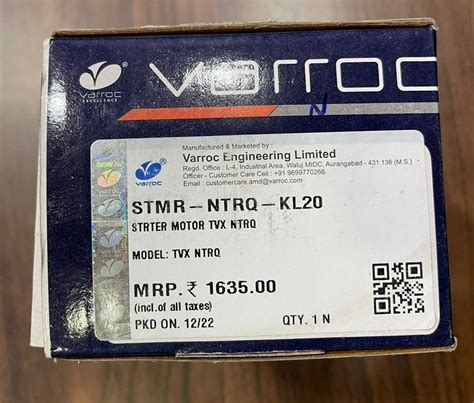 varroc
EXCELLENCE
varroc
N
GENUINE
varroc
Manufactured & Marketed by :
Varroc Engineering Limited
Regd. Office : L-4, Industrial Area, Waluj MIDC, Aurangabad - 431 136 (M.S.)
Officer - Customer Care Cell : +91 9699770266
Email : customercare.amd@varroc.com
STMR-NTRQ-KL20
STRTER MOTOR TVX NTRQ
MODEL: TVX NTRQ
MRP. ₹ 1635.00
(incl.of all taxes)
PKD ON. 12/22
QTY. 1 N